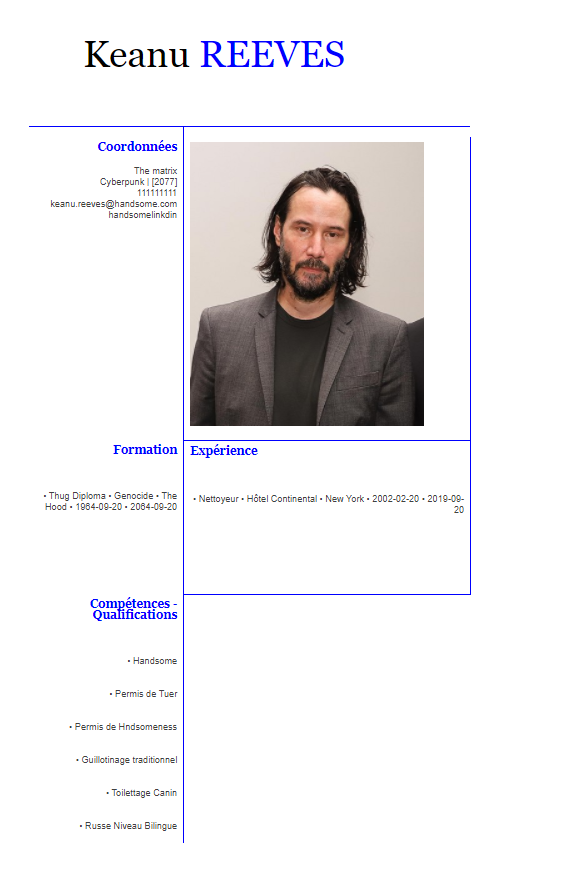 Keanu REEVES
Coordonnées
The matrix
Cyberpunk | [2077]
111111111
keanu.reeves@handsome.com
handsomelinkdin
Formation
• Thug Diploma • Genocide • The
Hood • 1964-09-20 • 2064-09-20
Expérience
• Nettoyeur • Hôtel Continental • New York • 2002-02-20 • 2019-09-
20
Compétences -
Qualifications
• Handsome
• Permis de Tuer
• Permis de Hndsomeness
• Guillotinage traditionnel
• Toilettage Canin
• Russe Niveau Bilingue